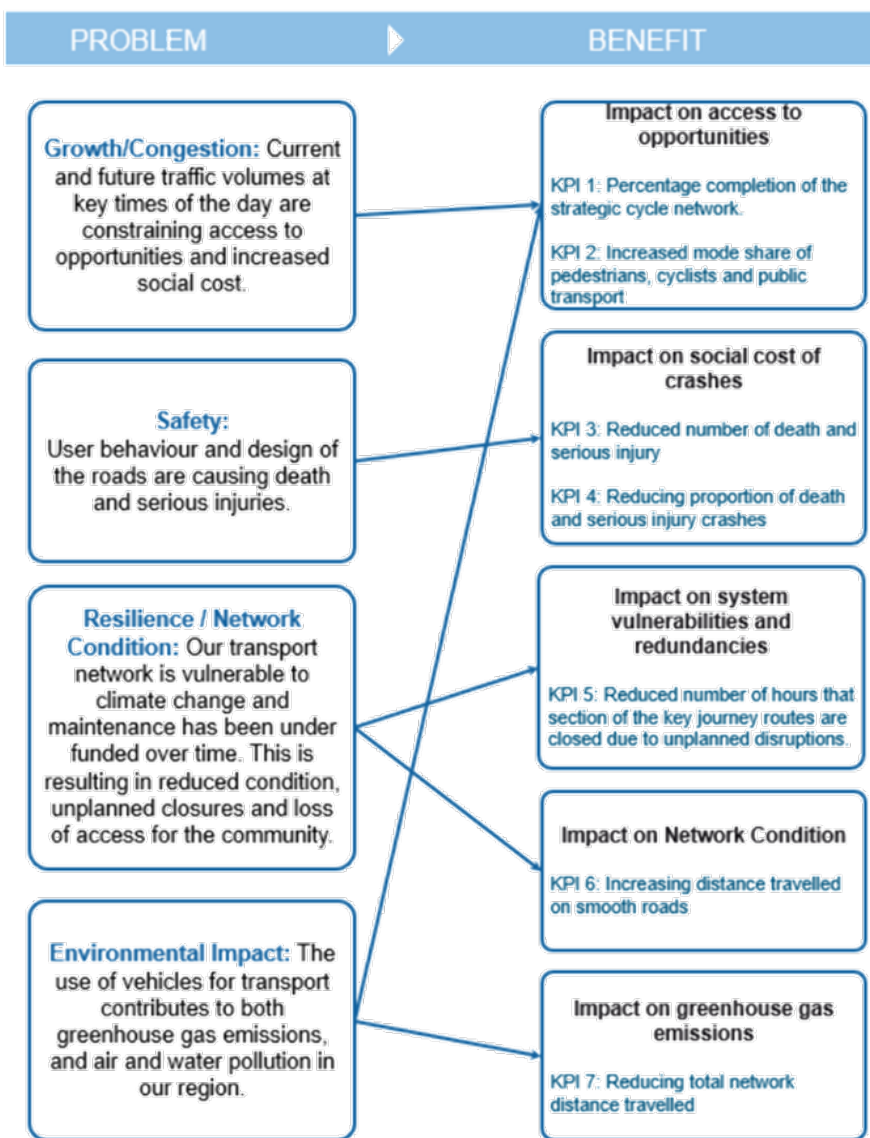 PROBLEM
BENEFIT
Growth/Congestion: Current
and future traffic volumes at
key times of the day are
constraining access to
opportunities and increased
social cost.
Safety:
User behaviour and design of
the roads are causing death
and serious injuries.
Resilience / Network
Condition: Our transport
network is vulnerable to
climate change and
maintenance has been under
funded over time. This is
resulting in reduced condition,
unplanned closures and loss
of access for the community.
Environmental Impact: The
use of vehicles for transport
contributes to both
greenhouse gas emissions,
and air and water pollution in
our region.
Impact on access to
opportunities
KPI 1: Percentage completion of the
strategic cycle network.
KPI 2: Increased mode share of
pedestrians, cyclists and public
transport
Impact on social cost of
crashes
KPI 3: Reduced number of death and
serious injury
KPI 4: Reducing proportion of death
and serious injury crashes
Impact on system
vulnerabilities and
redundancies
KPI 5: Reduced number of hours that
section of the key journey routes are
closed due to unplanned disruptions.
Impact on Network Condition
KPI 6: Increasing distance travelled
on smooth roads
Impact on greenhouse gas
emissions
KPI 7: Reducing total network
distance travelled